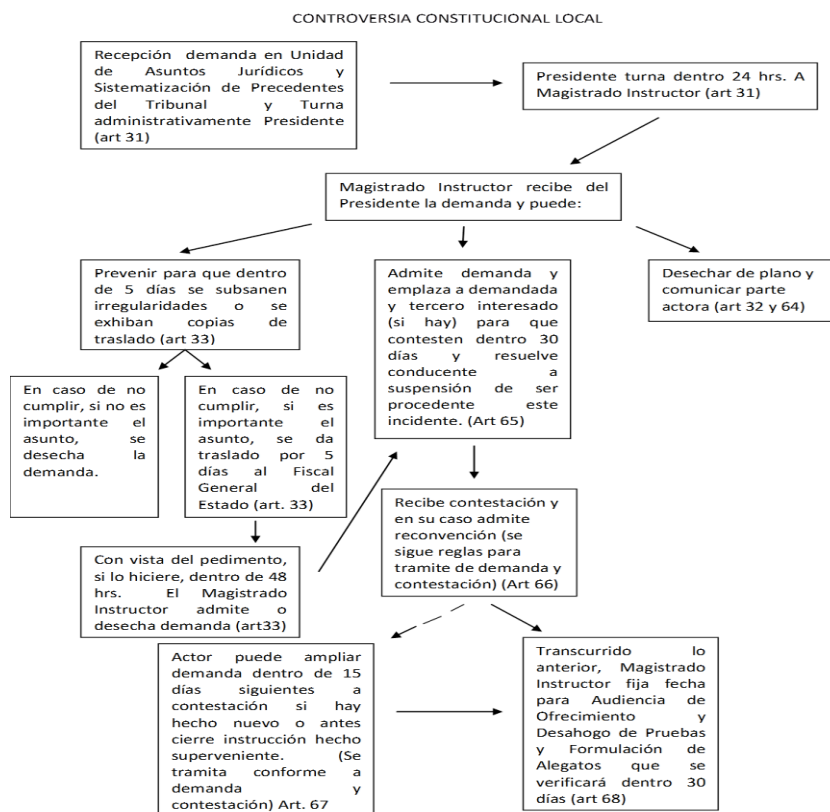 CONTROVERSIA CONSTITUCIONAL LOCAL
Recepción demanda en Unidad
de Asuntos Jurídicos y
Sistematización de Precedentes
del Tribunal y Turna
administrativamente Presidente
(art 31)
Presidente turna dentro 24 hrs. A
Magistrado Instructor (art 31)
Magistrado Instructor recibe del
Presidente la demanda y puede:
Prevenir para que dentro
de 5 días se subsanen
irregularidades o se
exhiban copias de
traslado (art 33)
Admite demanda y
emplaza a demandada
y tercero interesado
(si hay) para que
contesten dentro 30
días y resuelve
conducente a
suspensión de ser
procedente este
incidente. (Art 65)
Desechar de plano y
comunicar parte
actora (art 32 y 64)
En caso de no
cumplir, si no es
importante el
asunto, se
desecha la
demanda.
En caso de no
cumplir, si es
importante el
asunto, se da
traslado por 5
días al Fiscal
General del
Estado (art. 33)
Recibe contestación y
en su caso admite
reconvención (se
sigue reglas para
tramite de demanda y
contestación) (Art 66)
Con vista del pedimento,
si lo hiciere, dentro de 48
hrs. El Magistrado
Instructor admite o
desecha demanda (art33)
Actor puede ampliar
demanda dentro de 15
días siguientes a
contestación si hay
hecho nuevo o antes
cierre instrucción hecho
superveniente. (Se
tramita conforme a
demanda y
contestación) Art. 67
Transcurrido lo
anterior, Magistrado
Instructor fija fecha
para Audiencia de
Ofrecimiento y
Desahogo de Pruebas
y Formulación de
Alegatos que se
verificará dentro 30
días (art 68)